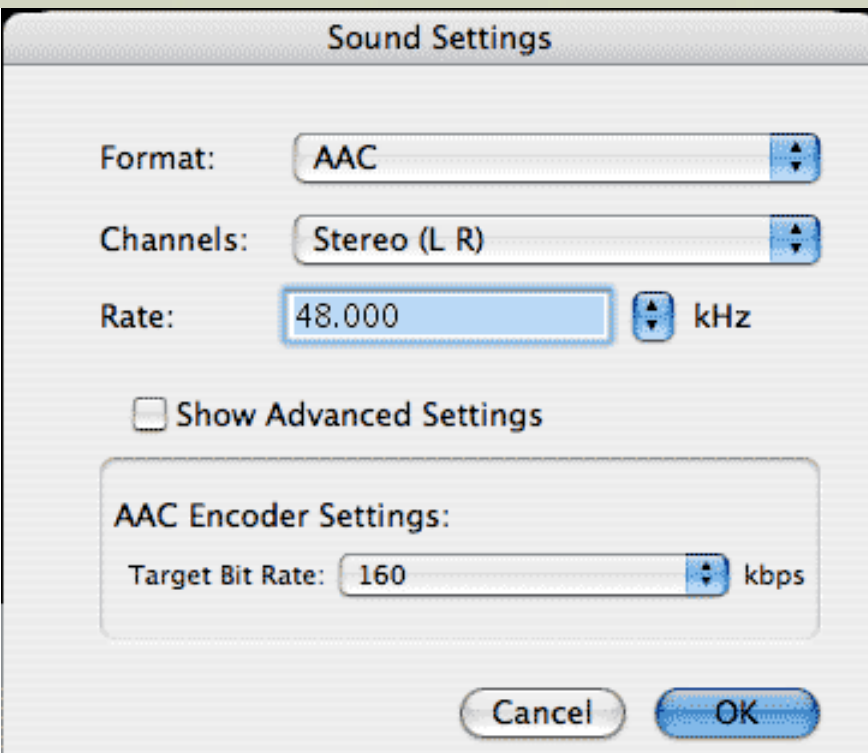 Sound Settings
Format: AAC
Channels: Stereo (L R)
Rate: 48.000 kHz
Show Advanced Settings
AAC Encoder Settings:
Target Bit Rate: 160 kbps
Cancel OK